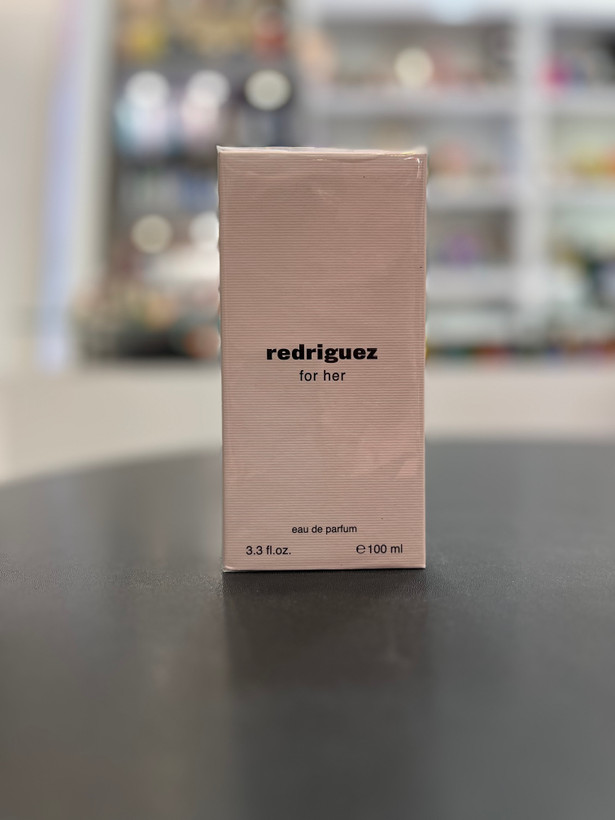 redriguez
for her
eau de parfum
3.3 fl.oz. ℮100 ml